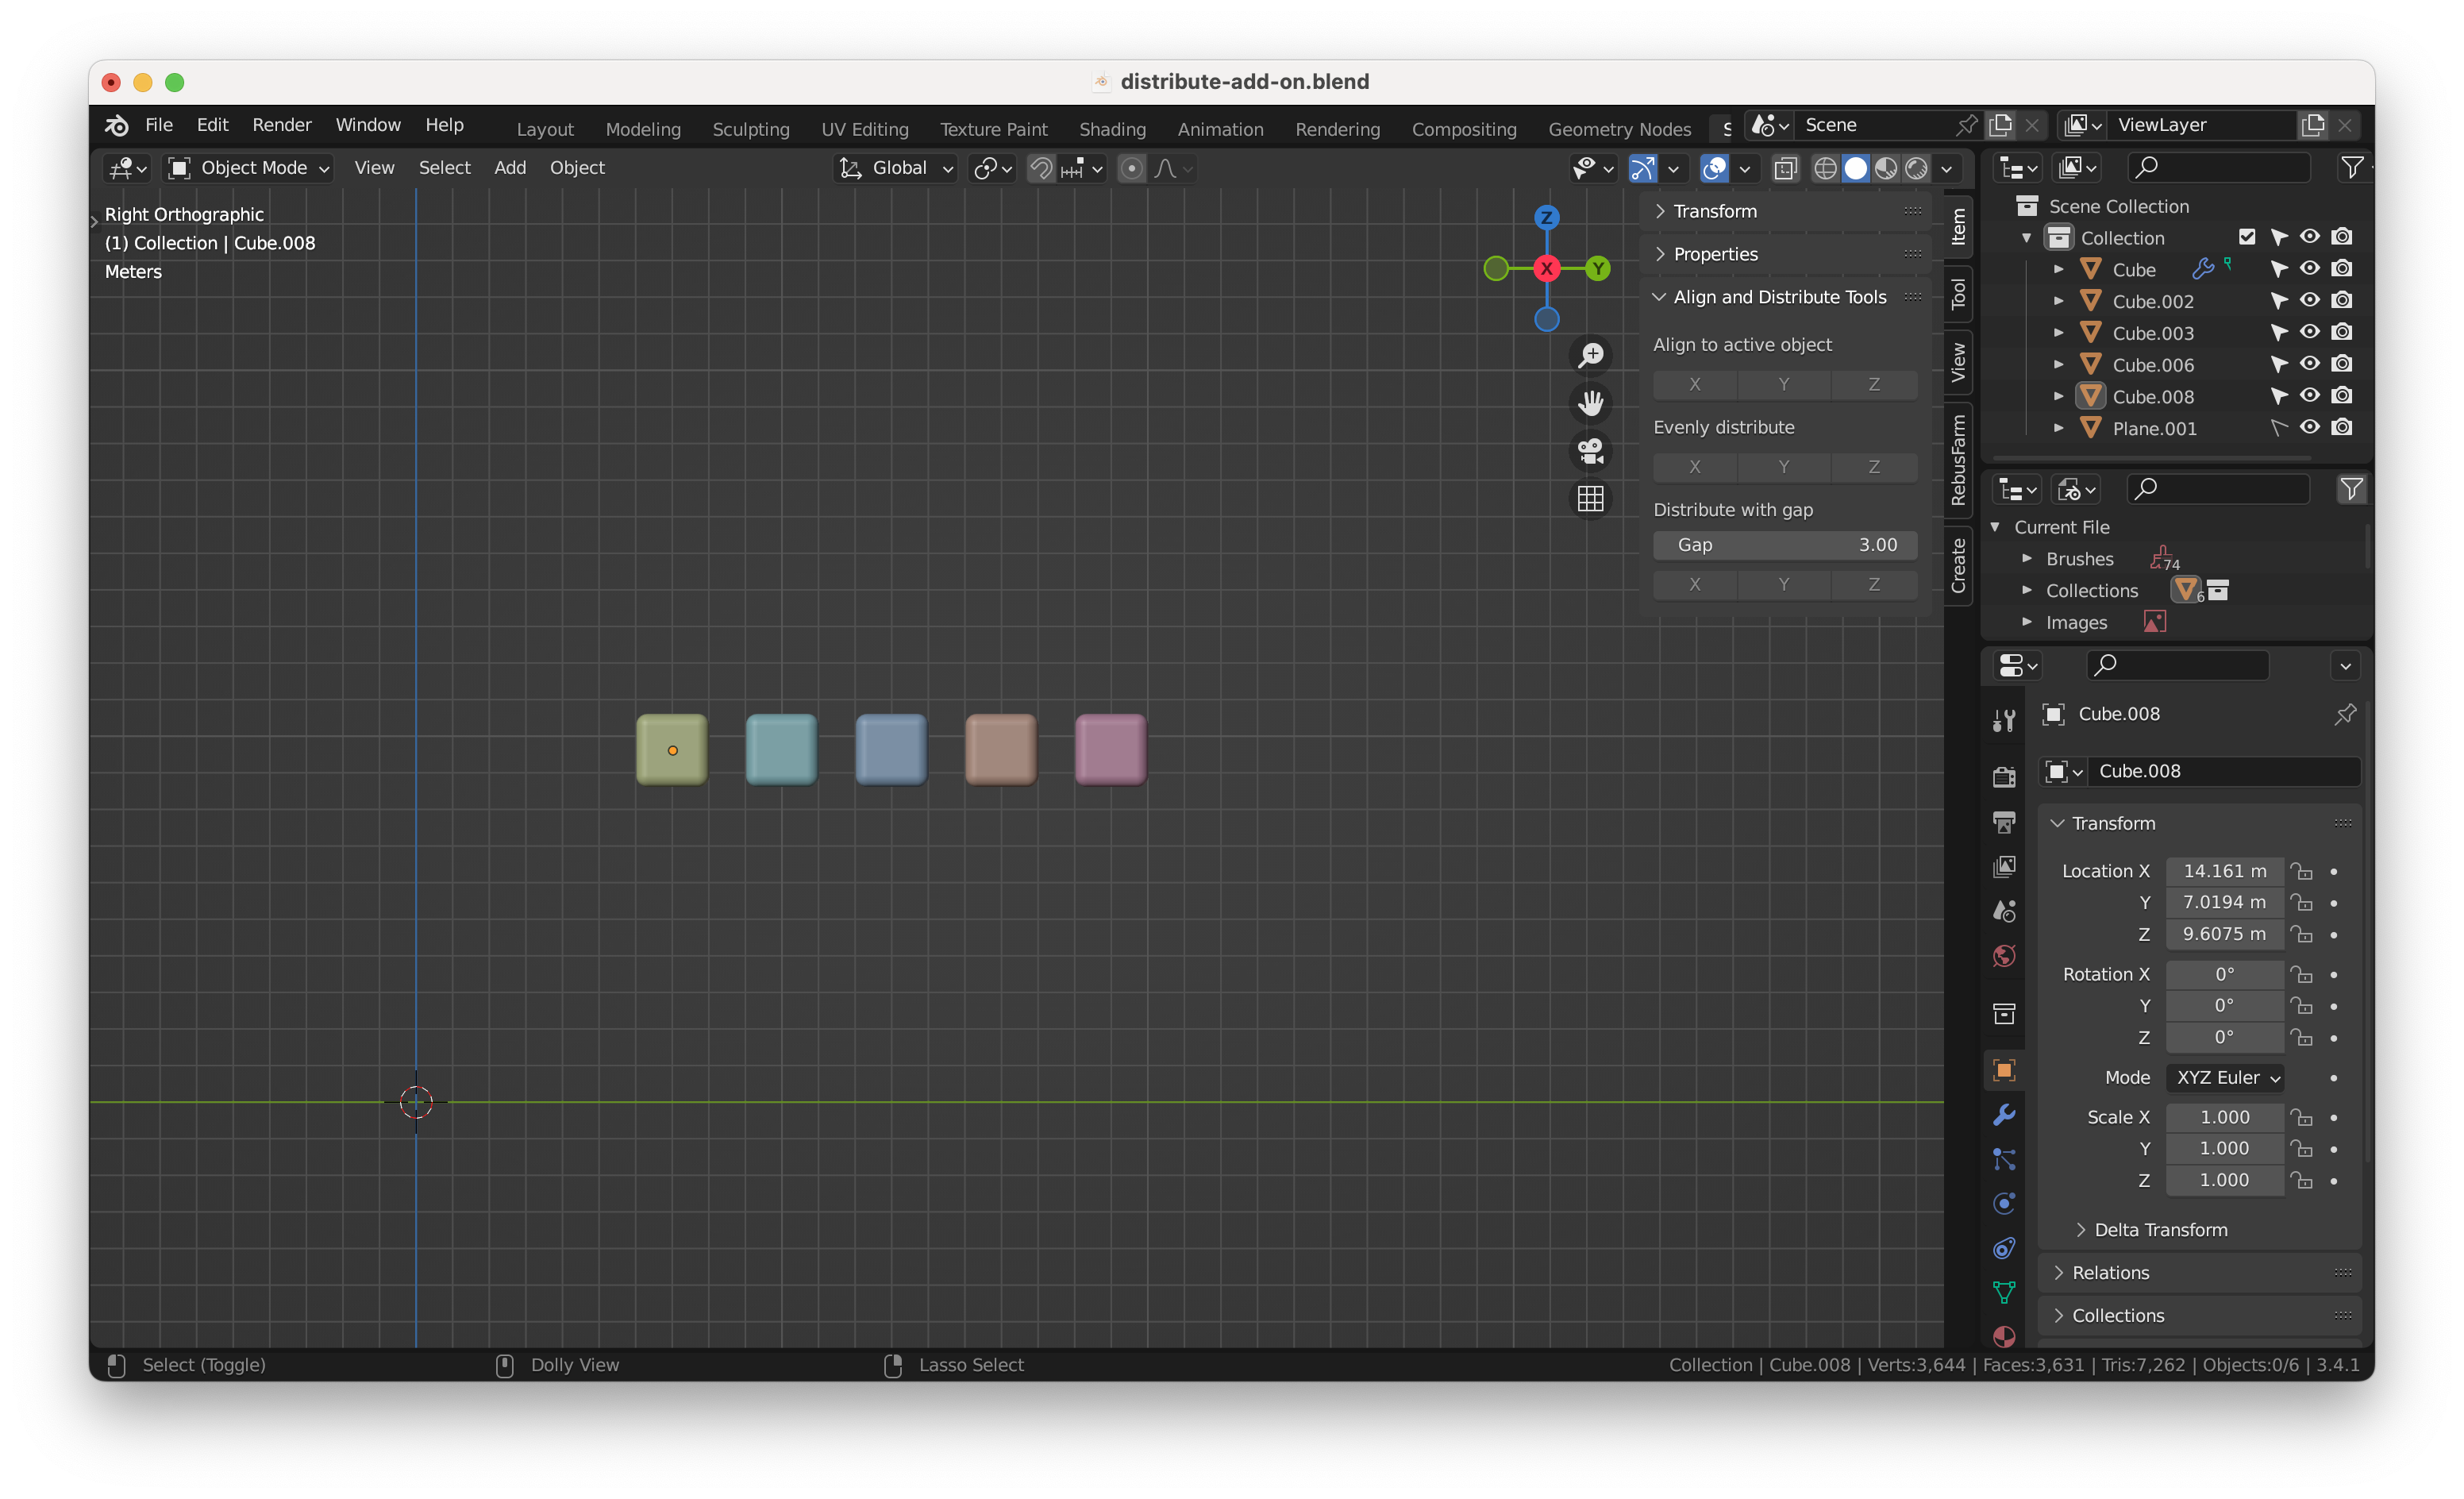 distribute-add-on.blend
File Edit Render Window Help Layout Modeling Sculpting UV Editing Texture Paint Shading Animation Rendering Compositing Geometry Nodes Scene ViewLayer
Object Mode View Select Add Object Global
Right Orthographic
(1) Collection | Cube.008
Meters
Z
X
Y
Transform
Properties
Align and Distribute Tools
Align to active object
X Y Z
Evenly distribute
X Y Z
Distribute with gap
Gap 3.00
X Y Z
Item
Tool
View
RebusFarm
Create
Scene Collection
Collection
Cube
Cube.002
Cube.003
Cube.006
Cube.008
Plane.001
Current File
Brushes 74
Collections 6
Images
Cube.008
Cube.008
Transform
Location X 14.161 m
Y 7.0194 m
Z 9.6075 m
Rotation X 0°
Y 0°
Z 0°
Mode XYZ Euler
Scale X 1.000
Y 1.000
Z 1.000
Delta Transform
Relations
Collections
Select (Toggle) Dolly View Lasso Select Collection | Cube.008 | Verts:3,644 | Faces:3,631 | Tris:7,262 | Objects:0/6 | 3.4.1